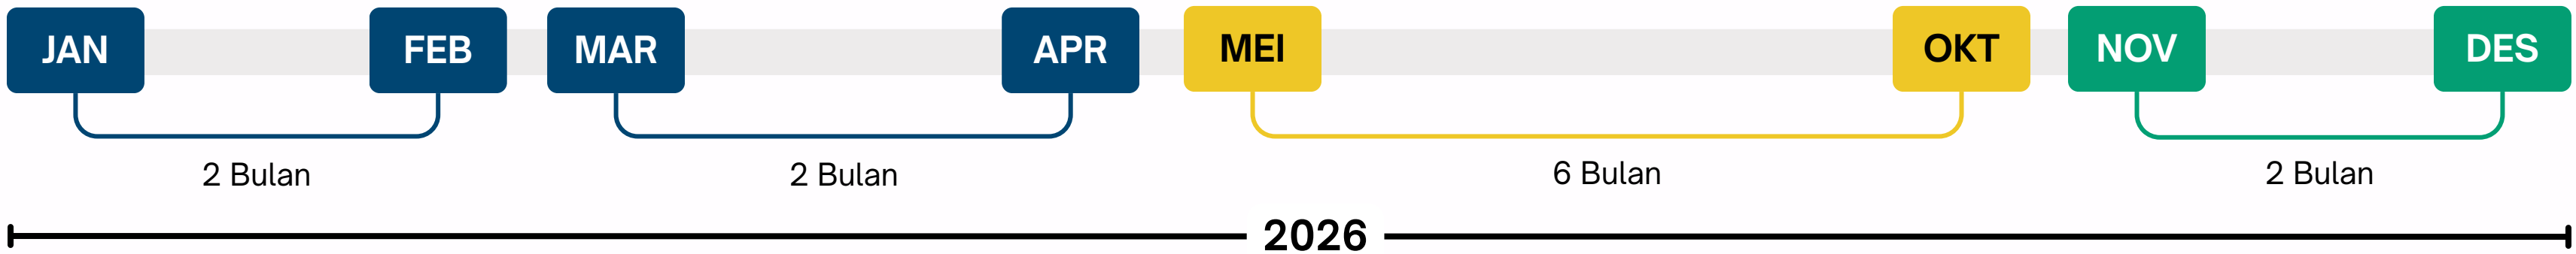 JAN FEB MAR APR MEI OKT NOV DES
2 Bulan 2 Bulan 6 Bulan 2 Bulan
2026